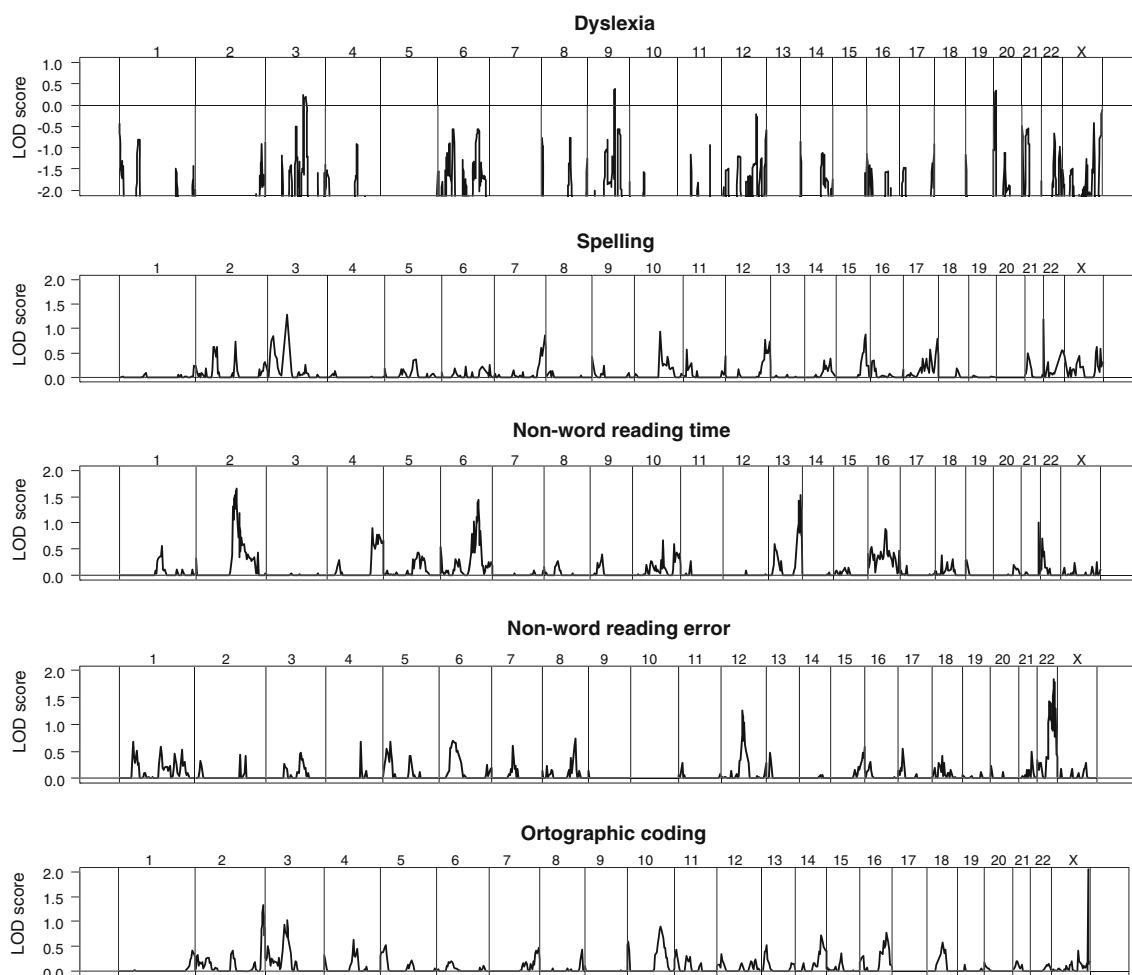 Dyslexia
1 2 3 4 5 6 7 8 9 10 11 12 13 14 15 16 17 18 19 20 21 22 X
1.0
0.5
0.0
-0.5
-1.0
-1.5
-2.0
LOD score
Spelling
1 2 3 4 5 6 7 8 9 10 11 12 13 14 15 16 17 18 19 20 21 22 X
2.0
1.5
1.0
0.5
0.0
LOD score
Non-word reading time
1 2 3 4 5 6 7 8 9 10 11 12 13 14 15 16 17 18 19 20 21 22 X
2.0
1.5
1.0
0.5
0.0
LOD score
Non-word reading error
1 2 3 4 5 6 7 8 9 10 11 12 13 14 15 16 17 18 19 20 21 22 X
2.0
1.5
1.0
0.5
0.0
LOD score
Ortographic coding
1 2 3 4 5 6 7 8 9 10 11 12 13 14 15 16 17 18 19 20 21 22 X
2.0
1.5
1.0
0.5
0.0
LOD score